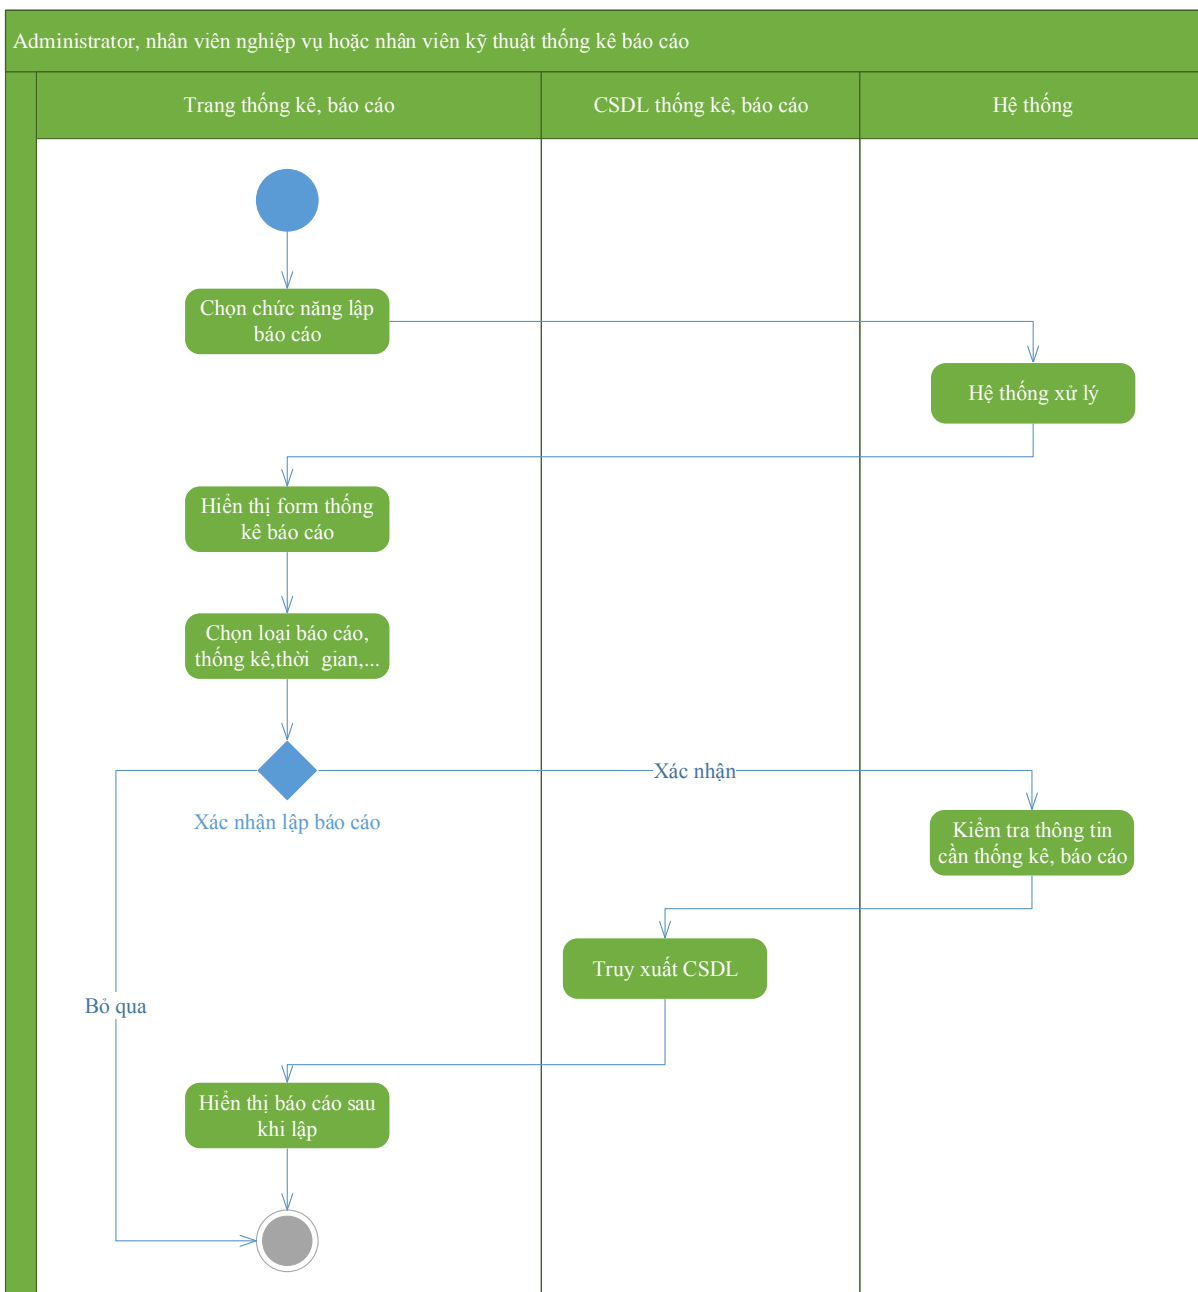 Administrator, nhân viên nghiệp vụ hoặc nhân viên kỹ thuật thống kê báo cáo
Trang thống kê, báo cáo
CSDL thống kê, báo cáo
Hệ thống
Chọn chức năng lập
báo cáo
Hệ thống xử lý
Hiển thị form thống
kê báo cáo
Chọn loại báo cáo,
thống kê,thời  gian,...
Xác nhận
Xác nhận lập báo cáo
Kiểm tra thông tin
cần thống kê, báo cáo
Truy xuất CSDL
Bỏ qua
Hiển thị báo cáo sau
khi lập